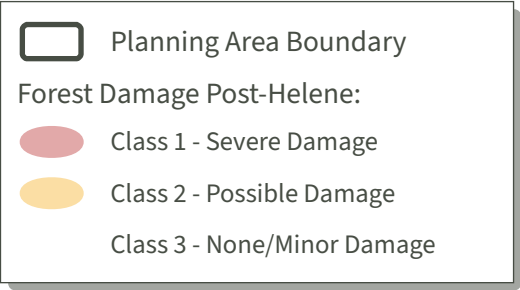 Planning Area Boundary
Forest Damage Post-Helene:
Class 1 - Severe Damage
Class 2 - Possible Damage
Class 3 - None/Minor Damage